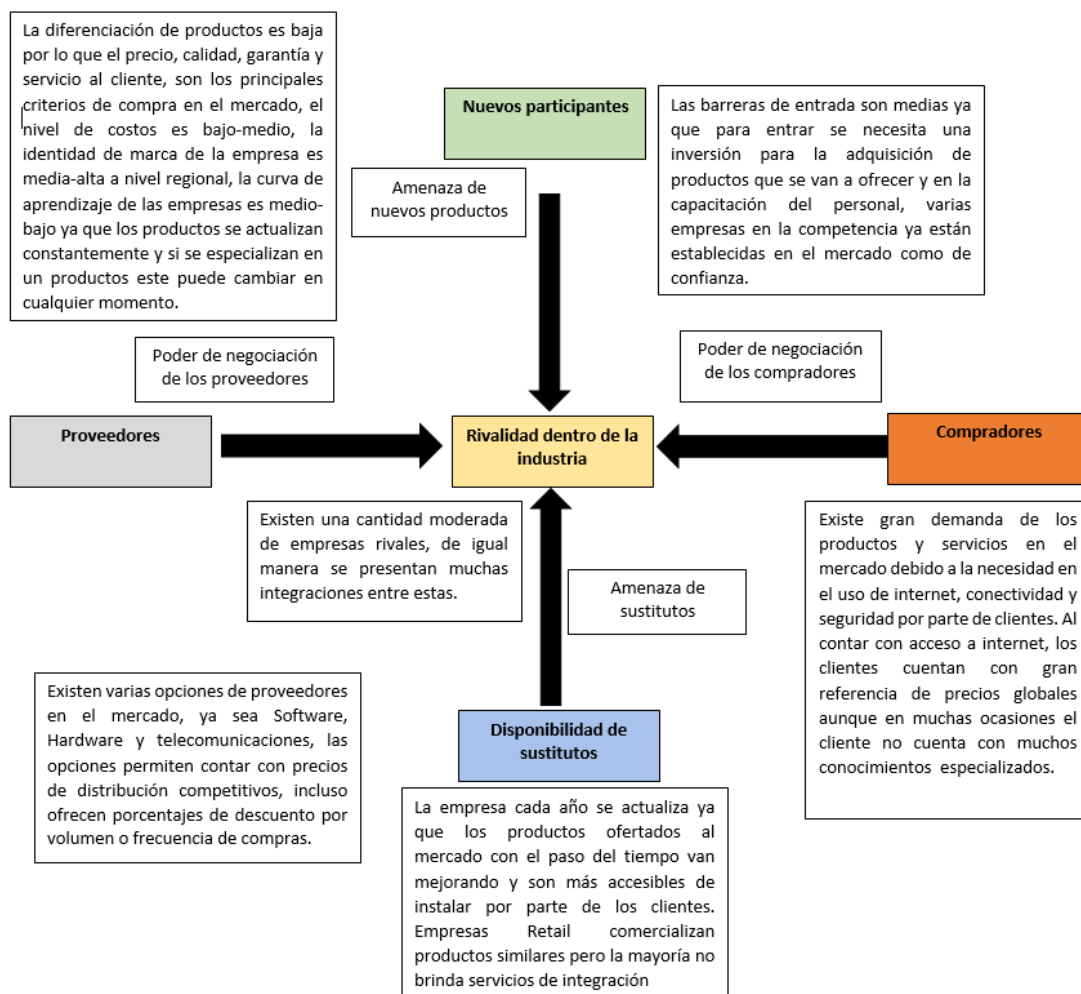 La diferenciación de productos es baja
por lo que el precio, calidad, garantía y
servicio al cliente, son los principales
criterios de compra en el mercado, el
nivel de costos es bajo-medio, la
identidad de marca de la empresa es
media-alta a nivel regional, la curva de
aprendizaje de las empresas es medio-
bajo ya que los productos se actualizan
constantemente y si se especializan en
un productos este puede cambiar en
cualquier momento.
Nuevos participantes
Amenaza de
nuevos productos
Las barreras de entrada son medias ya
que para entrar se necesita una
inversión para la adquisición de
productos que se van a ofrecer y en la
capacitación del personal, varias
empresas en la competencia ya están
establecidas en el mercado como de
confianza.
Poder de negociación
de los proveedores
Poder de negociación
de los compradores
Proveedores
Rivalidad dentro de la
industria
Compradores
Existen una cantidad moderada
de empresas rivales, de igual
manera se presentan muchas
integraciones entre estas.
Amenaza de
sustitutos
Existe gran demanda de los
productos y servicios en el
mercado debido a la necesidad en
el uso de internet, conectividad y
seguridad por parte de clientes. Al
contar con acceso a internet, los
clientes cuentan con gran
referencia de precios globales
aunque en muchas ocasiones el
cliente no cuenta con muchos
conocimientos especializados.
Existen varias opciones de proveedores
en el mercado, ya sea Software,
Hardware y telecomunicaciones, las
opciones permiten contar con precios
de distribución competitivos, incluso
ofrecen porcentajes de descuento por
volumen o frecuencia de compras.
Disponibilidad de
sustitutos
La empresa cada año se actualiza ya
que los productos ofertados al
mercado con el paso del tiempo van
mejorando y son más accesibles de
instalar por parte de los clientes.
Empresas Retail comercializan
productos similares pero la mayoría no
brinda servicios de integración